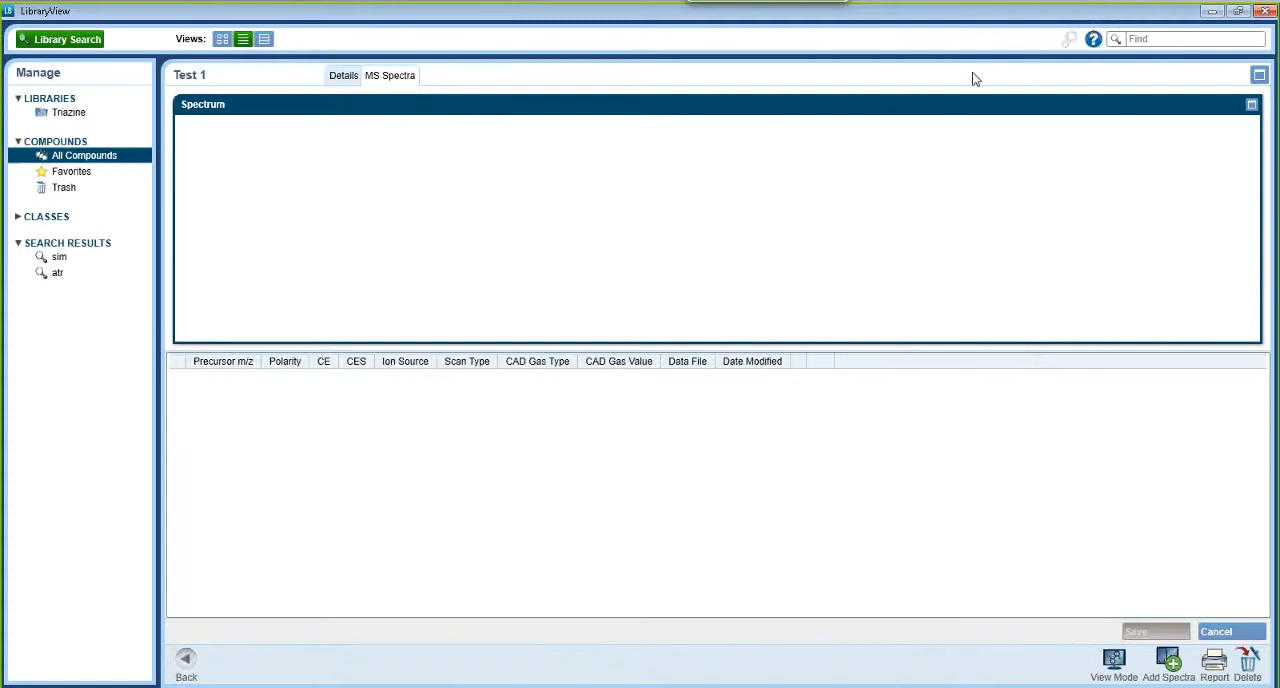 LibraryView
Library Search
Views:
Find
Manage
LIBRARIES
Triazine
COMPOUNDS
All Compounds
Favorites
Trash
CLASSES
SEARCH RESULTS
sim
atr
Test 1
Details
MS Spectra
Spectrum
Precursor m/z Polarity CE CES Ion Source Scan Type CAD Gas Type CAD Gas Value Data File Date Modified
Save Cancel
Back
View Mode Add Spectra Report Delete